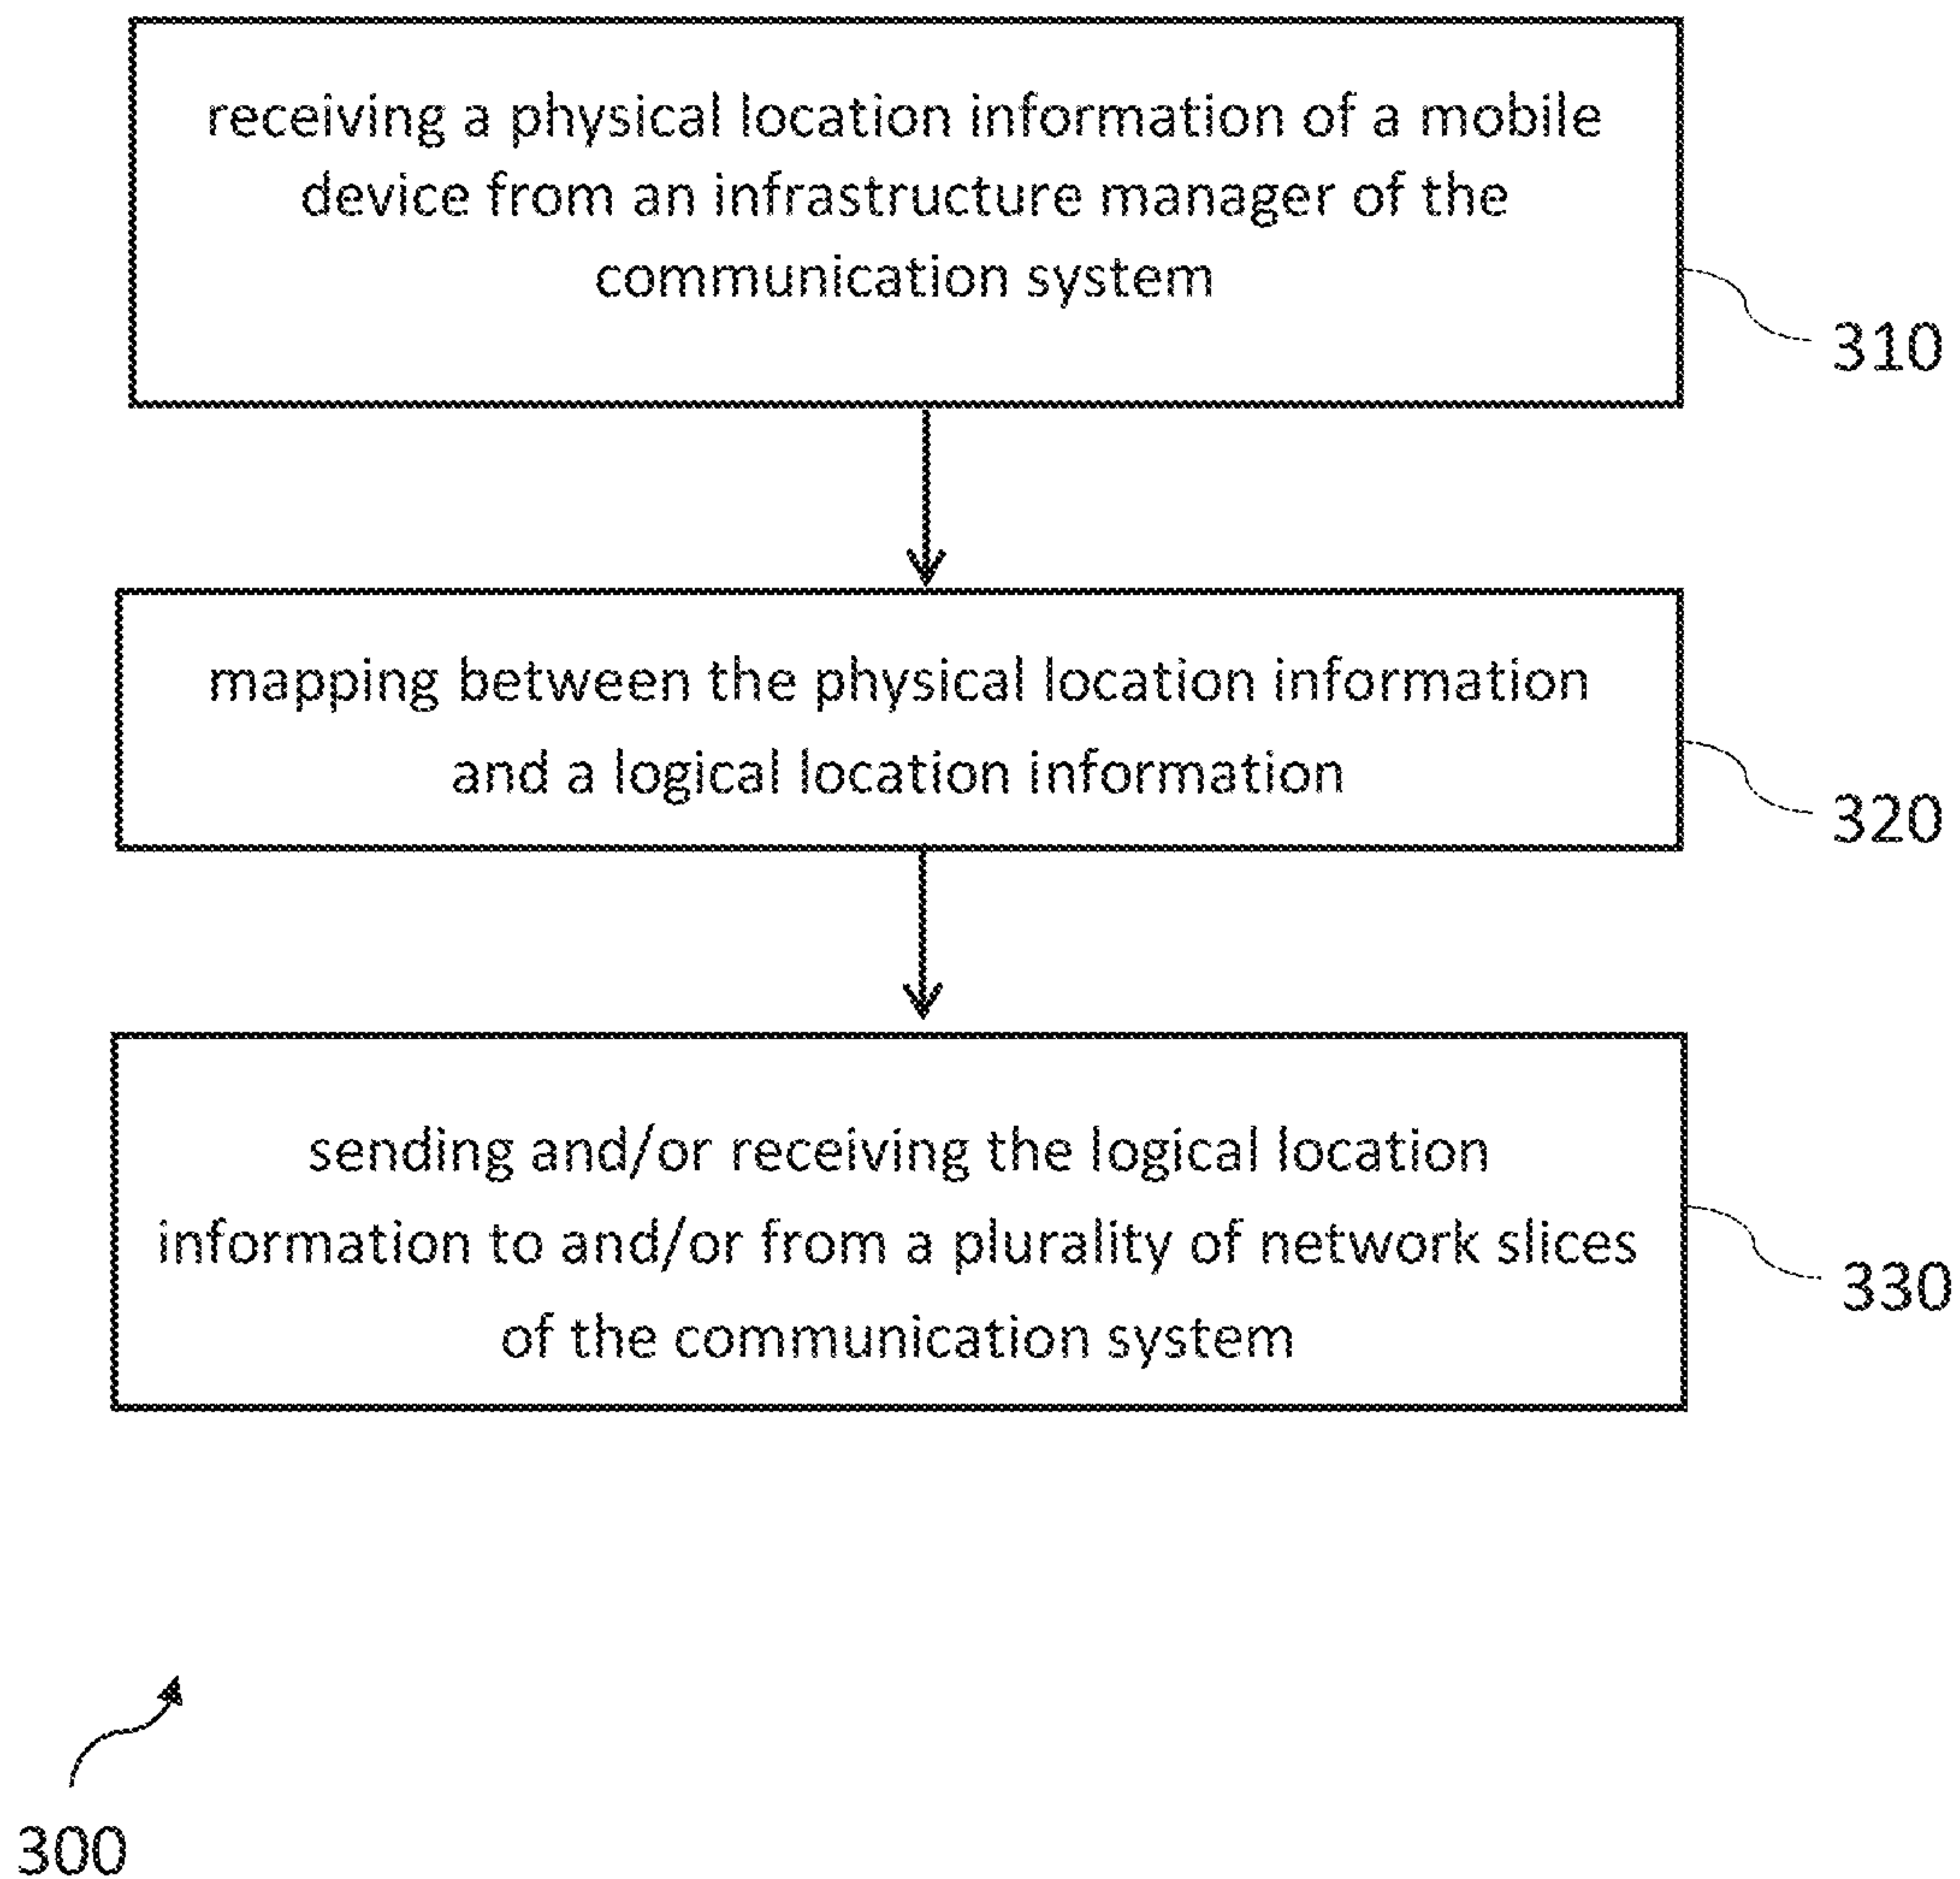 receiving a physical location information of a mobile
device from an infrastructure manager of the
communication system
310
mapping between the physical location information
and a logical location information
320
sending and/or receiving the logical location
information to and/or from a plurality of network slices
of the communication system
330
300